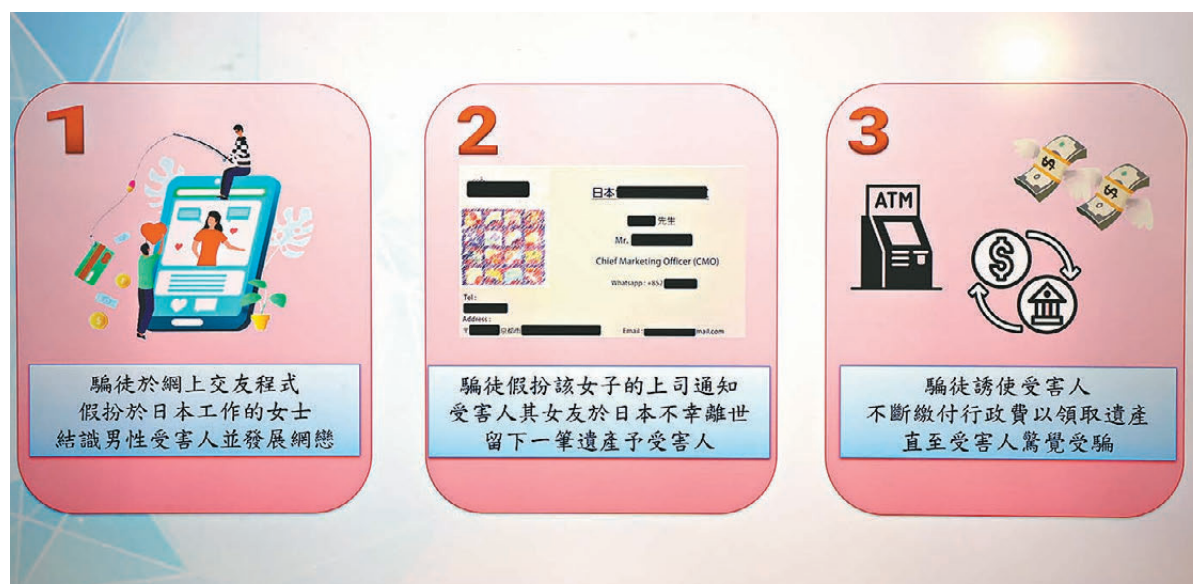 1
騙徒於網上交友程式
假扮於日本工作的女士
結識男性受害人並發展網戀
2
日本
先生
Mr.
Chief Marketing Officer (CMO)
Whatsapp : +852
Tel :
Address :
〒
Email :
mail.com
騙徒假扮該女子的上司通知
受害人其女友於日本不幸離世
留下一筆遺產予受害人
3
ATM
$
$
$
騙徒誘使受害人
不斷繳付行政費以領取遺產
直至受害人驚覺受騙